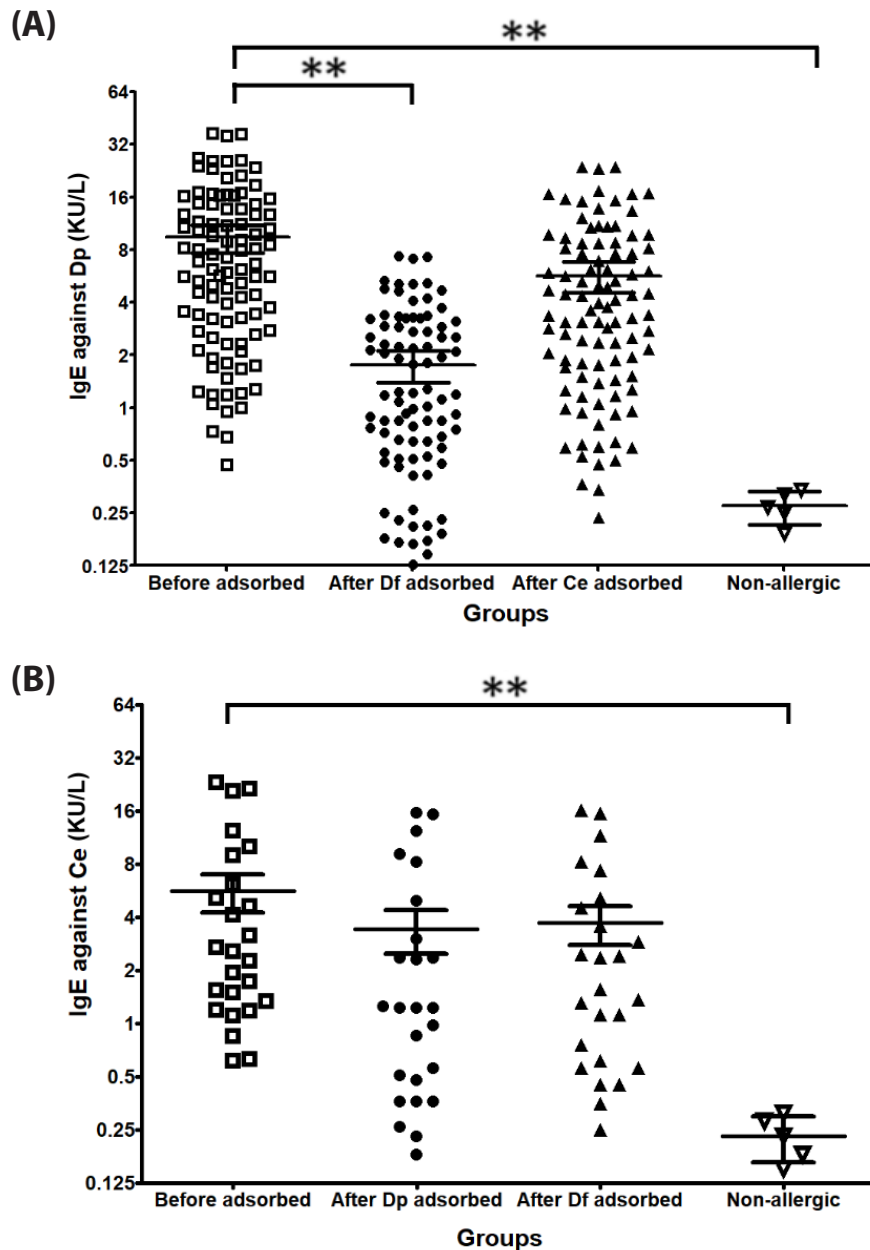 (A)
**
**
IgE against Dp (KU/L)
64
32
16
8
4
2
1
0.5
0.25
0.125
Before adsorbed After Df adsorbed After Ce adsorbed Non-allergic
Groups
(B)
**
IgE against Ce (KU/L)
64
32
16
8
4
2
1
0.5
0.25
0.125
Before adsorbed After Dp adsorbed After Df adsorbed Non-allergic
Groups